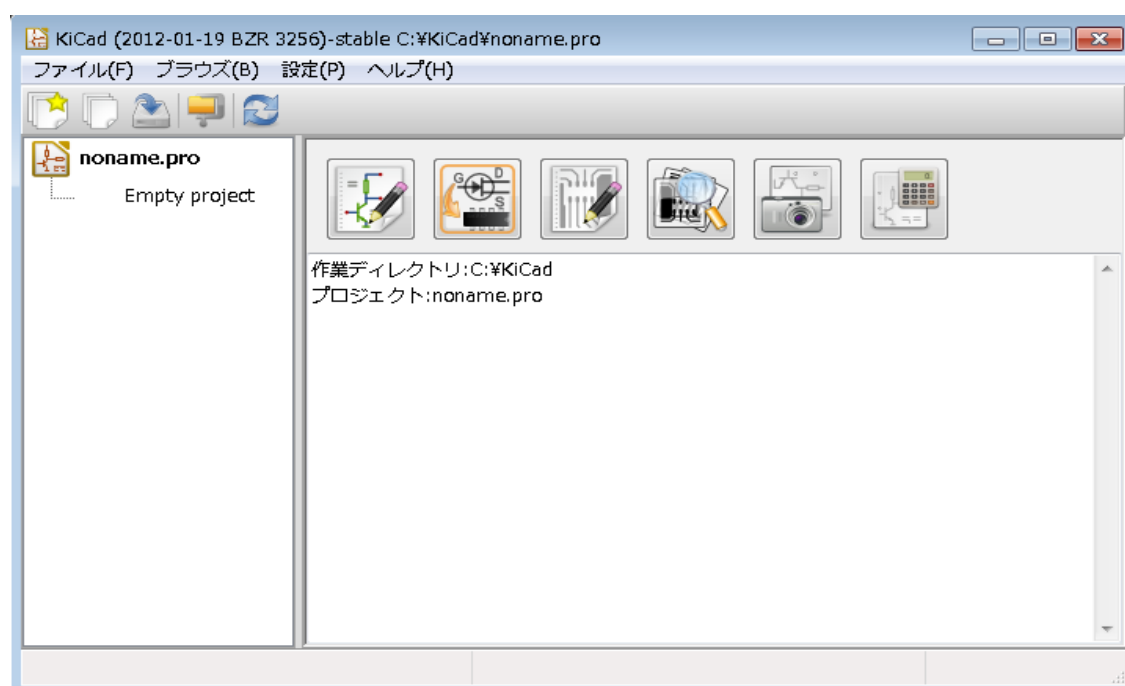 KiCad (2012-01-19 BZR 3256)-stable C:¥KiCad¥noname.pro
ファイル(F) ブラウズ(B) 設定(P) ヘルプ(H)
noname.pro
Empty project
G D
S
作業ディレクトリ:C:¥KiCad
プロジェクト:noname.pro